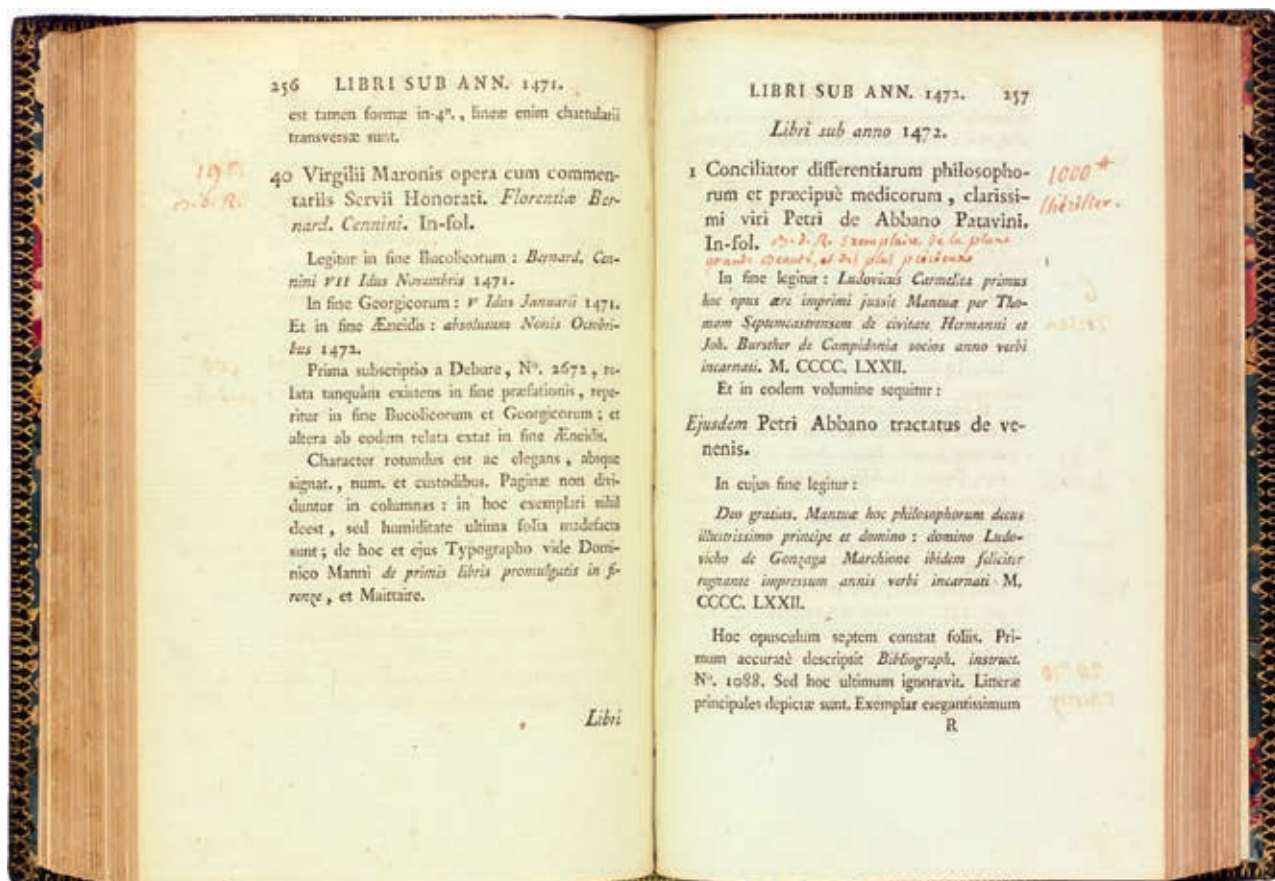 256 LIBRI SUB ANN. 1471.
est tamen formæ in-4°., lineæ enim chartularii
transversæ sunt.
40 Virgilii Maronis opera cum commen-
tariis Servii Honorati. Florentiæ Ber-
nard. Cennini. In-fol.
Legitur in fine Bucolicorum : Bernard. Cen-
nini VII Idus Novembris 1471.
In fine Georgicorum : V Idus Januarii 1471.
Et in fine Æneidis : absolutum Nonis Octobri-
bus 1472.
Prima subscriptio a Debure, N°. 2672, re-
lata tanquàm existens in fine præfationis, repe-
ritur in fine Bucolicorum et Georgicorum ; et
altera ab eodem relata extat in fine Æneidis.
Character rotundus est ac elegans, absque
signat., num. et custodibus. Paginæ non divi-
duntur in columnas : in hoc exemplari nihil
deest, sed humiditate ultima folia madefacta
sunt ; de hoc et ejus Typographo vide Domi-
nico Manni de primis libris promulgatis in fi-
renze, et Maittaire.
Libri
LIBRI SUB ANN. 1472. 257
Libri sub anno 1472.
1 Conciliator differentiarum philosopho-
rum et præcipuè medicorum, clarissi-
mi viri Petri de Abbano Patavini.
In-fol. B. d. R. Exemplaire de la plus
grande beauté, et des plus précieux
1000
lhéritier.
In fine legitur : Ludovicus Carmelita primus
hoc opus ære imprimi jussit Mantuæ per Tho-
mam Septemcastrensem de civitate Hermanni et
Joh. Burster de Campidonia socios anno verbi
incarnati. M. CCCC. LXXII.
Et in eodem volumine sequitur :
Ejusdem Petri Abbano tractatus de ve-
nenis.
In cujus fine legitur :
Deo gratias. Mantuæ hoc philosophorum decus
illustrissimo principe et domino : domino Ludo-
vicho de Gonzaga Marchione ibidem feliciter
regnante impressum annis verbi incarnati M.
CCCC. LXXII.
Hoc opusculum septem constat foliis. Pri-
mum accuratè descripsit Bibliograph. instruct.
N°. 1088. Sed hoc ultimum ignoravit. Litteræ
principales depictæ sunt. Exemplar elegantissimum
R